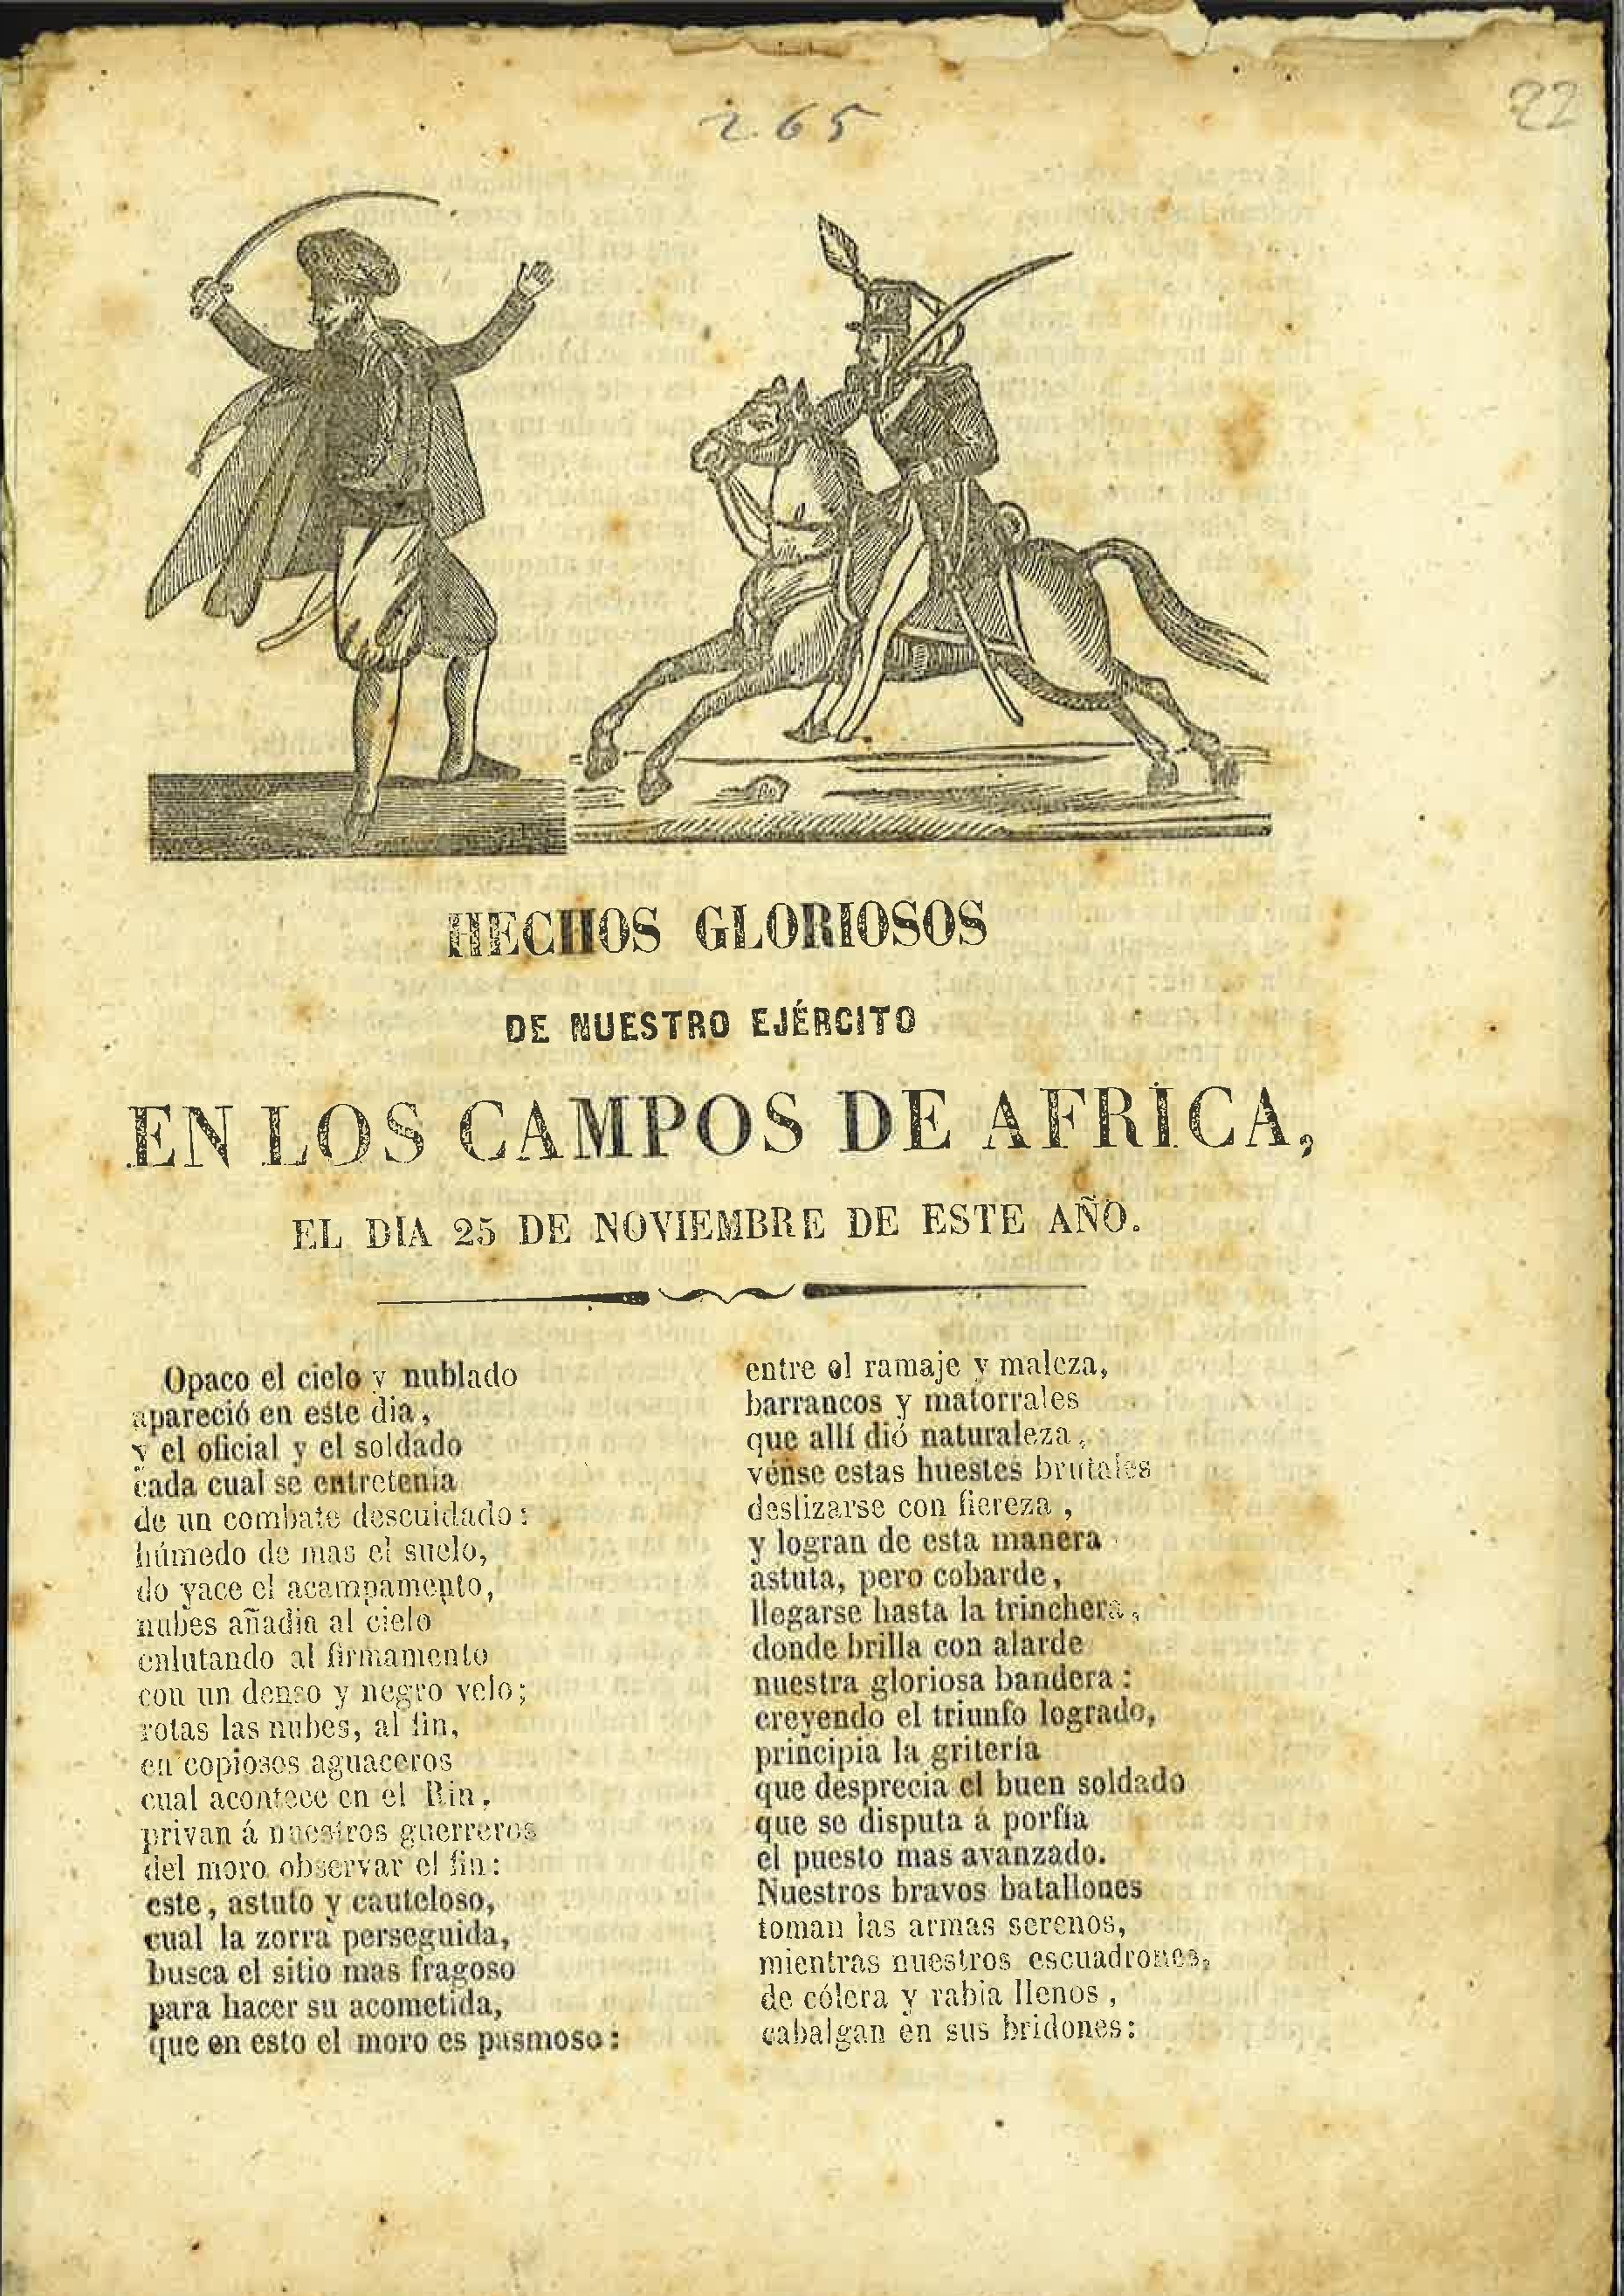 265
22
HECHOS GLORIOSOS
DE NUESTRO EJÉRCITO
EN LOS CAMPOS DE AFRICA,
EL DIA 25 DE NOVIEMBRE DE ESTE AÑO.
Opaco el cielo y nublado
apareció en este dia,
y el oficial y el soldado
cada cual se entretenia
de un combate descuidado:
húmedo de mas el suelo,
do yace el acampamento,
nubes añadia al cielo
enlutando al firmamento
con un denso y negro velo;
rotas las nubes, al fin,
en copiosos aguaceros
cual acontece en el Rin,
privan á nuestros guerreros
del moro observar el fin:
este, astuto y cauteloso,
cual la zorra perseguida,
busca el sitio mas fragoso
para hacer su acometida,
que en esto el moro es pasmoso:
entre el ramaje y maleza,
barrancos y matorrales
que allí dió naturaleza,
vénse estas huestes brutales
deslizarse con fiereza,
y logran de esta manera
astuta, pero cobarde,
llegarse hasta la trinchera,
donde brilla con alarde
nuestra gloriosa bandera:
creyendo el triunfo logrado,
principia la gritería
que desprecia el buen soldado
que se disputa á porfía
el puesto mas avanzado.
Nuestros bravos batallones
toman las armas serenos,
mientras nuestros escuadrones,
de cólera y rabia llenos,
cabalgan en sus bridones: